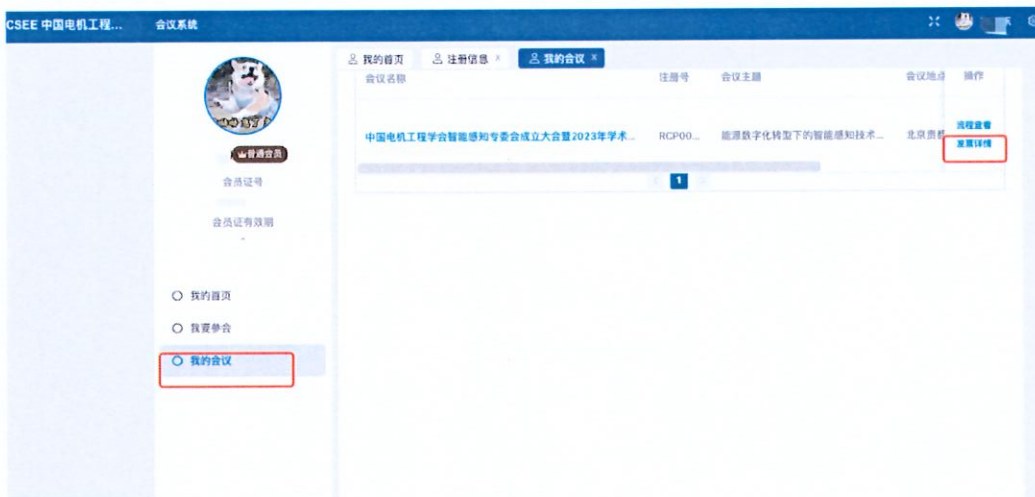 CSEE 中国电机工程... 会议系统
我的首页 注册信息 × 我的会议 ×
会议名称 注册号 会议主题 会议地点 操作
中国电机工程学会智能感知专委会成立大会暨2023年学术... RCP00... 能源数字化转型下的智能感知技术... 北京贵都 流程查看
发票详情
1
普通会员
会员证号
会员证有效期
-
我的首页
我要参会
我的会议